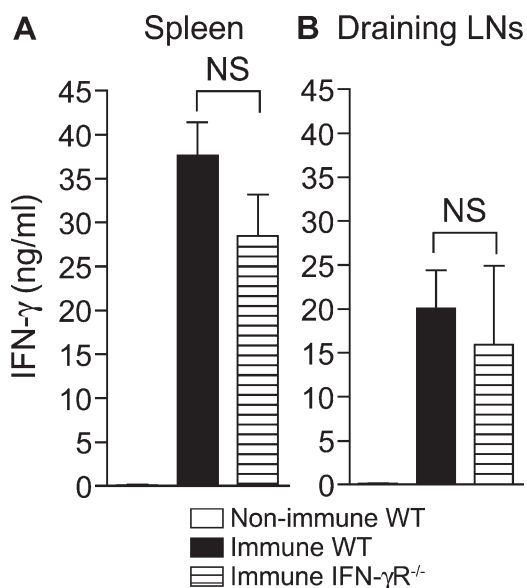 A Spleen
B Draining LNs
NS
NS
IFN-γ (ng/ml)
45
40
35
30
25
20
15
10
5
0
45
40
35
30
25
20
15
10
5
0
Non-immune WT
Immune WT
Immune IFN-γR⁻/⁻